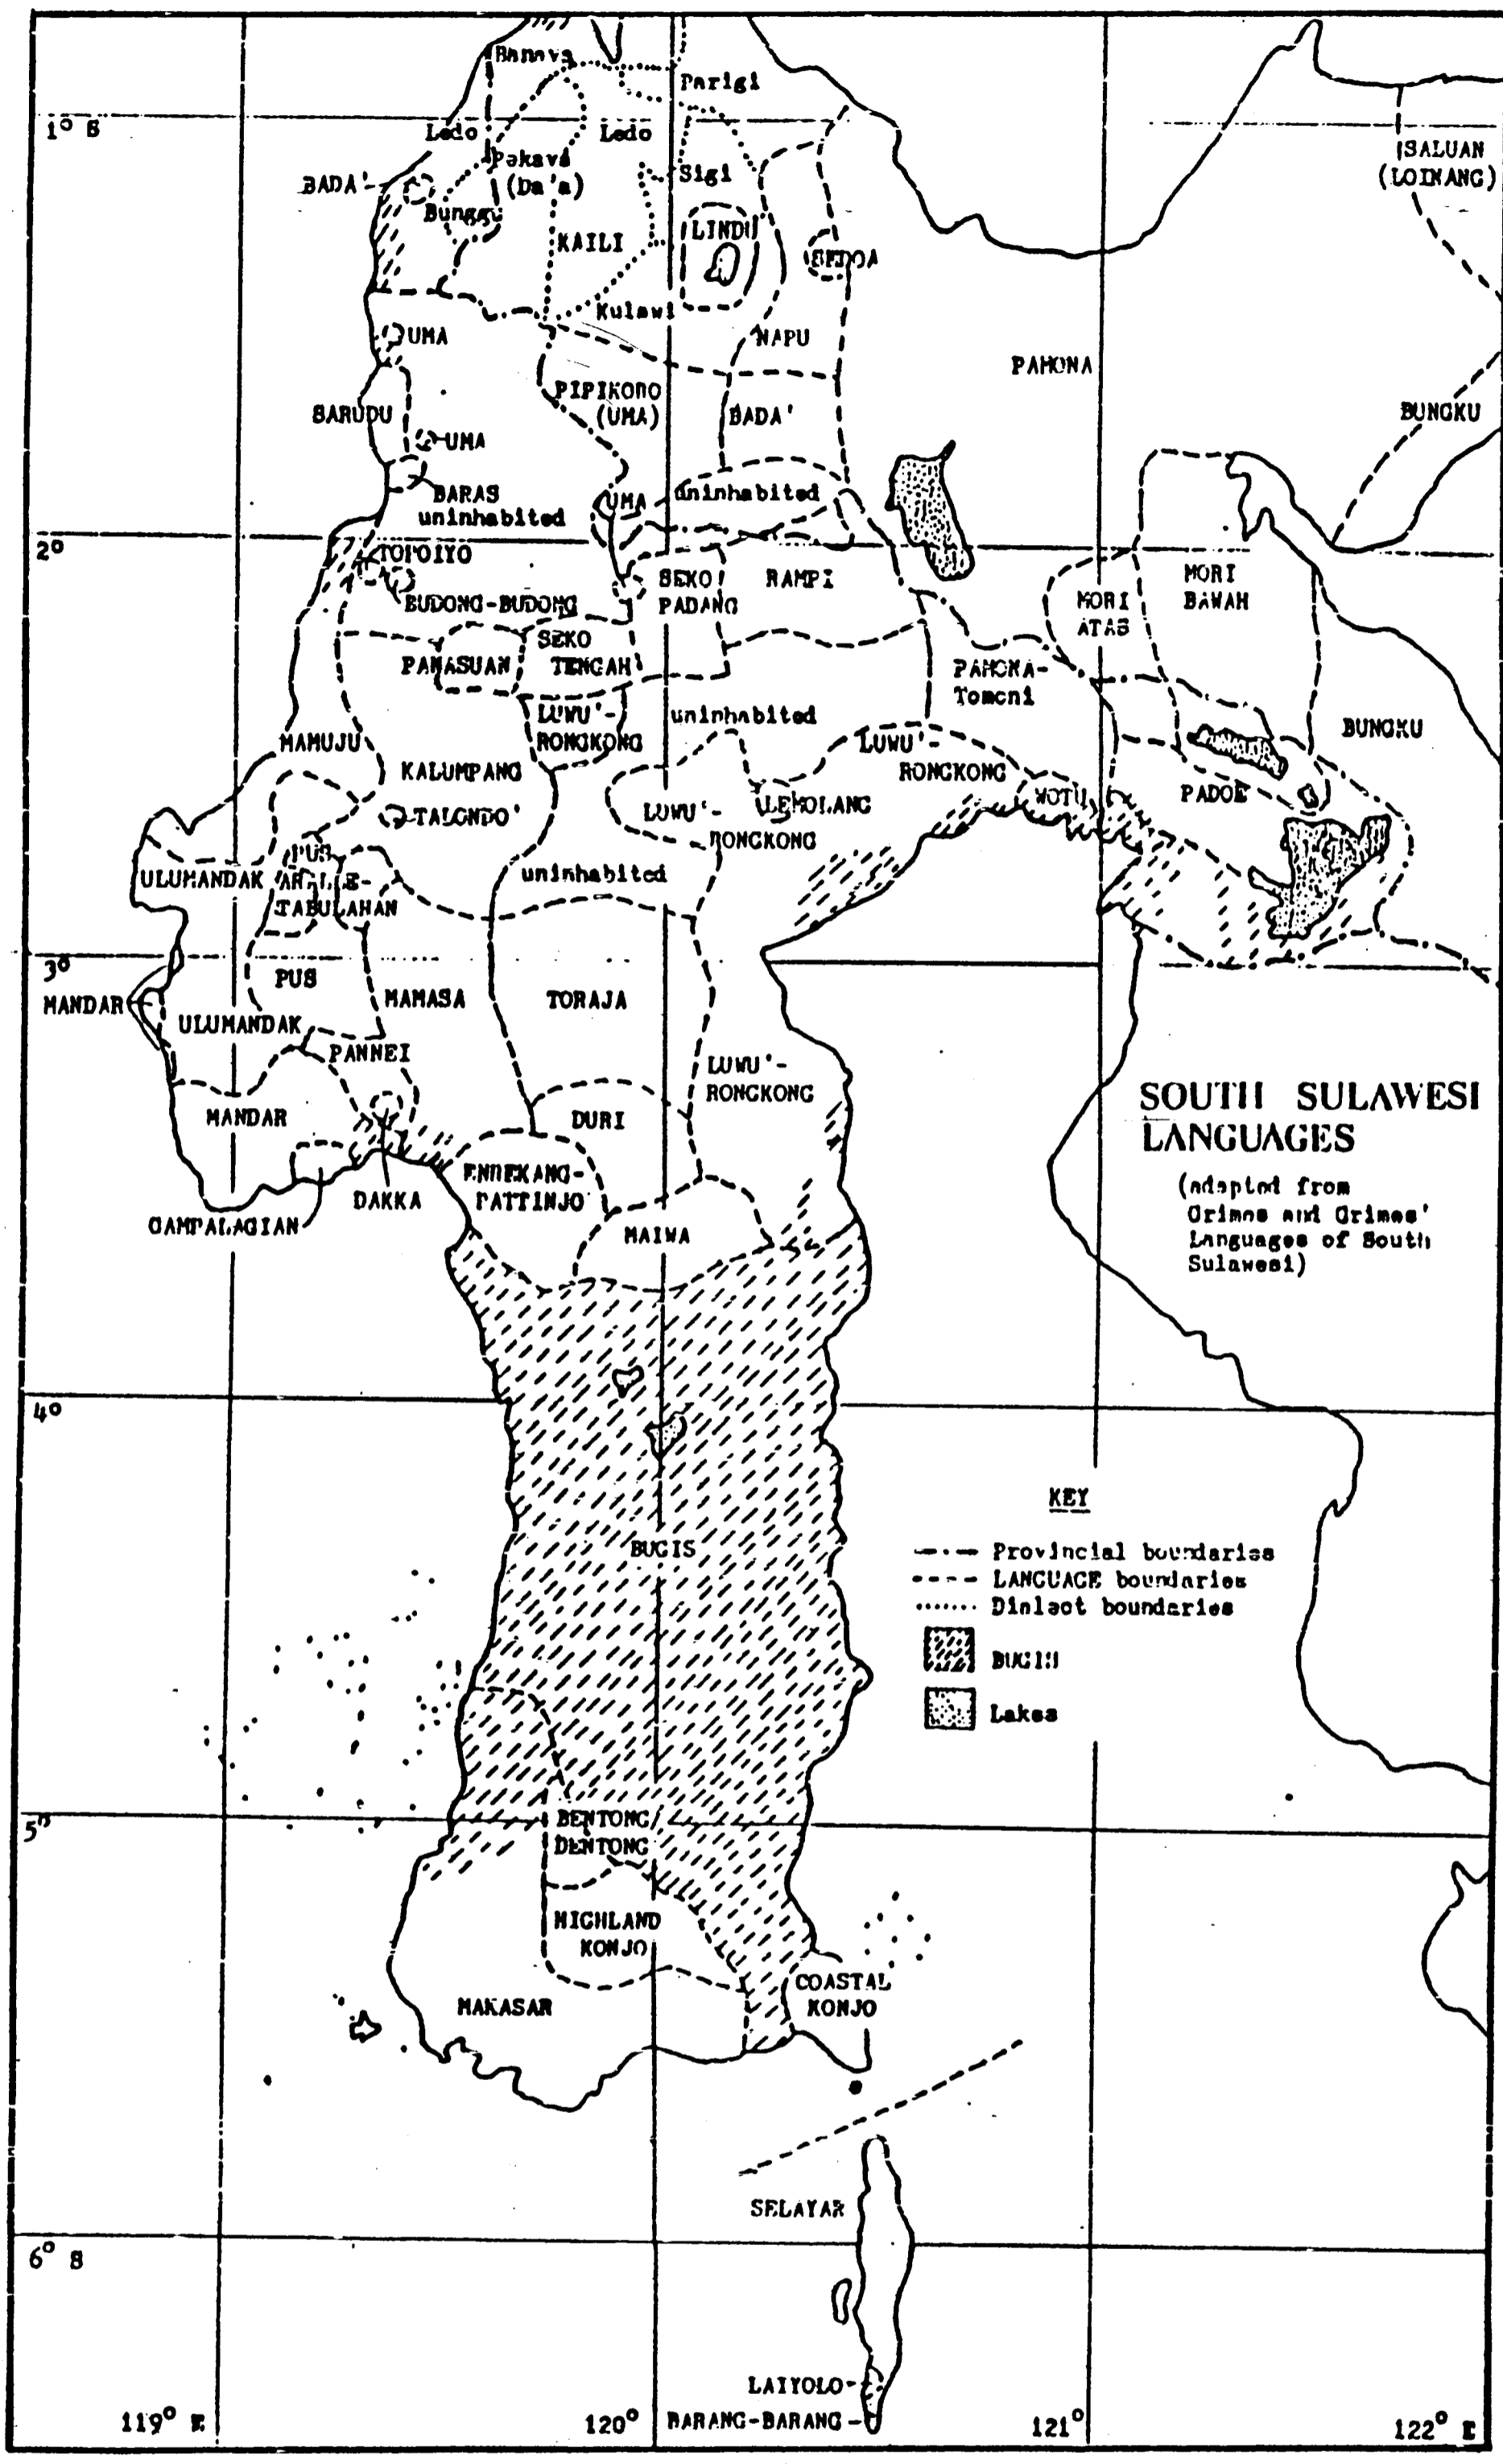 Banava
Parigi
1° S
Ledo
Ledo
SALUAN
(LOINANG)
Pakava
(Da'a)
Sigi
BADA'
Bunggu
LINDU
KAILI
BEDOA
Kulawi
UMA
NAPU
PAMONA
PIPIKORO
(UMA)
SARUDU
BADA'
BUNGKU
UMA
BARAS
uninhabited
UMA
uninhabited
2°
TOPOIYO
SEKO
PADANG
RAMPI
MORI
BAWAH
BUDONG-BUDONG
MORI
ATAS
SEKO
TENGAH
PANASUAN
PAMONA-
Tomoni
LUWU'-
RONGKONG
uninhabited
BUNGKU
MAMUJU
LUWU'-
RONGKONG
KALUMPANG
PADOE
WOTU
TALONDO'
LUWU'-
RONGKONG
LEMOLANG
PUS
ULUMANDAK
ARALLE-
TABULAHAN
uninhabited
3°
PUS
MANDAR
MAMASA
TORAJA
ULUMANDAK
PANNEI
LUWU'-
RONGKONG
SOUTH SULAWESI
LANGUAGES
MANDAR
DURI
ENREKANG-
PATTINJO
(adapted from
Grimes and Grimes'
Languages of South
Sulawesi)
DAKKA
CAMPALAGIAN
MAIWA
4°
KEY
BUGIS
Provincial boundaries
LANGUAGE boundaries
Dialect boundaries
BUGIS
Lakes
5°
BENTONG/
DENTONG
HIGHLAND
KONJO
COASTAL
KONJO
MAKASAR
SELAYAR
6° S
LAIYOLO
BARANG-BARANG
119° E
120°
121°
122° E